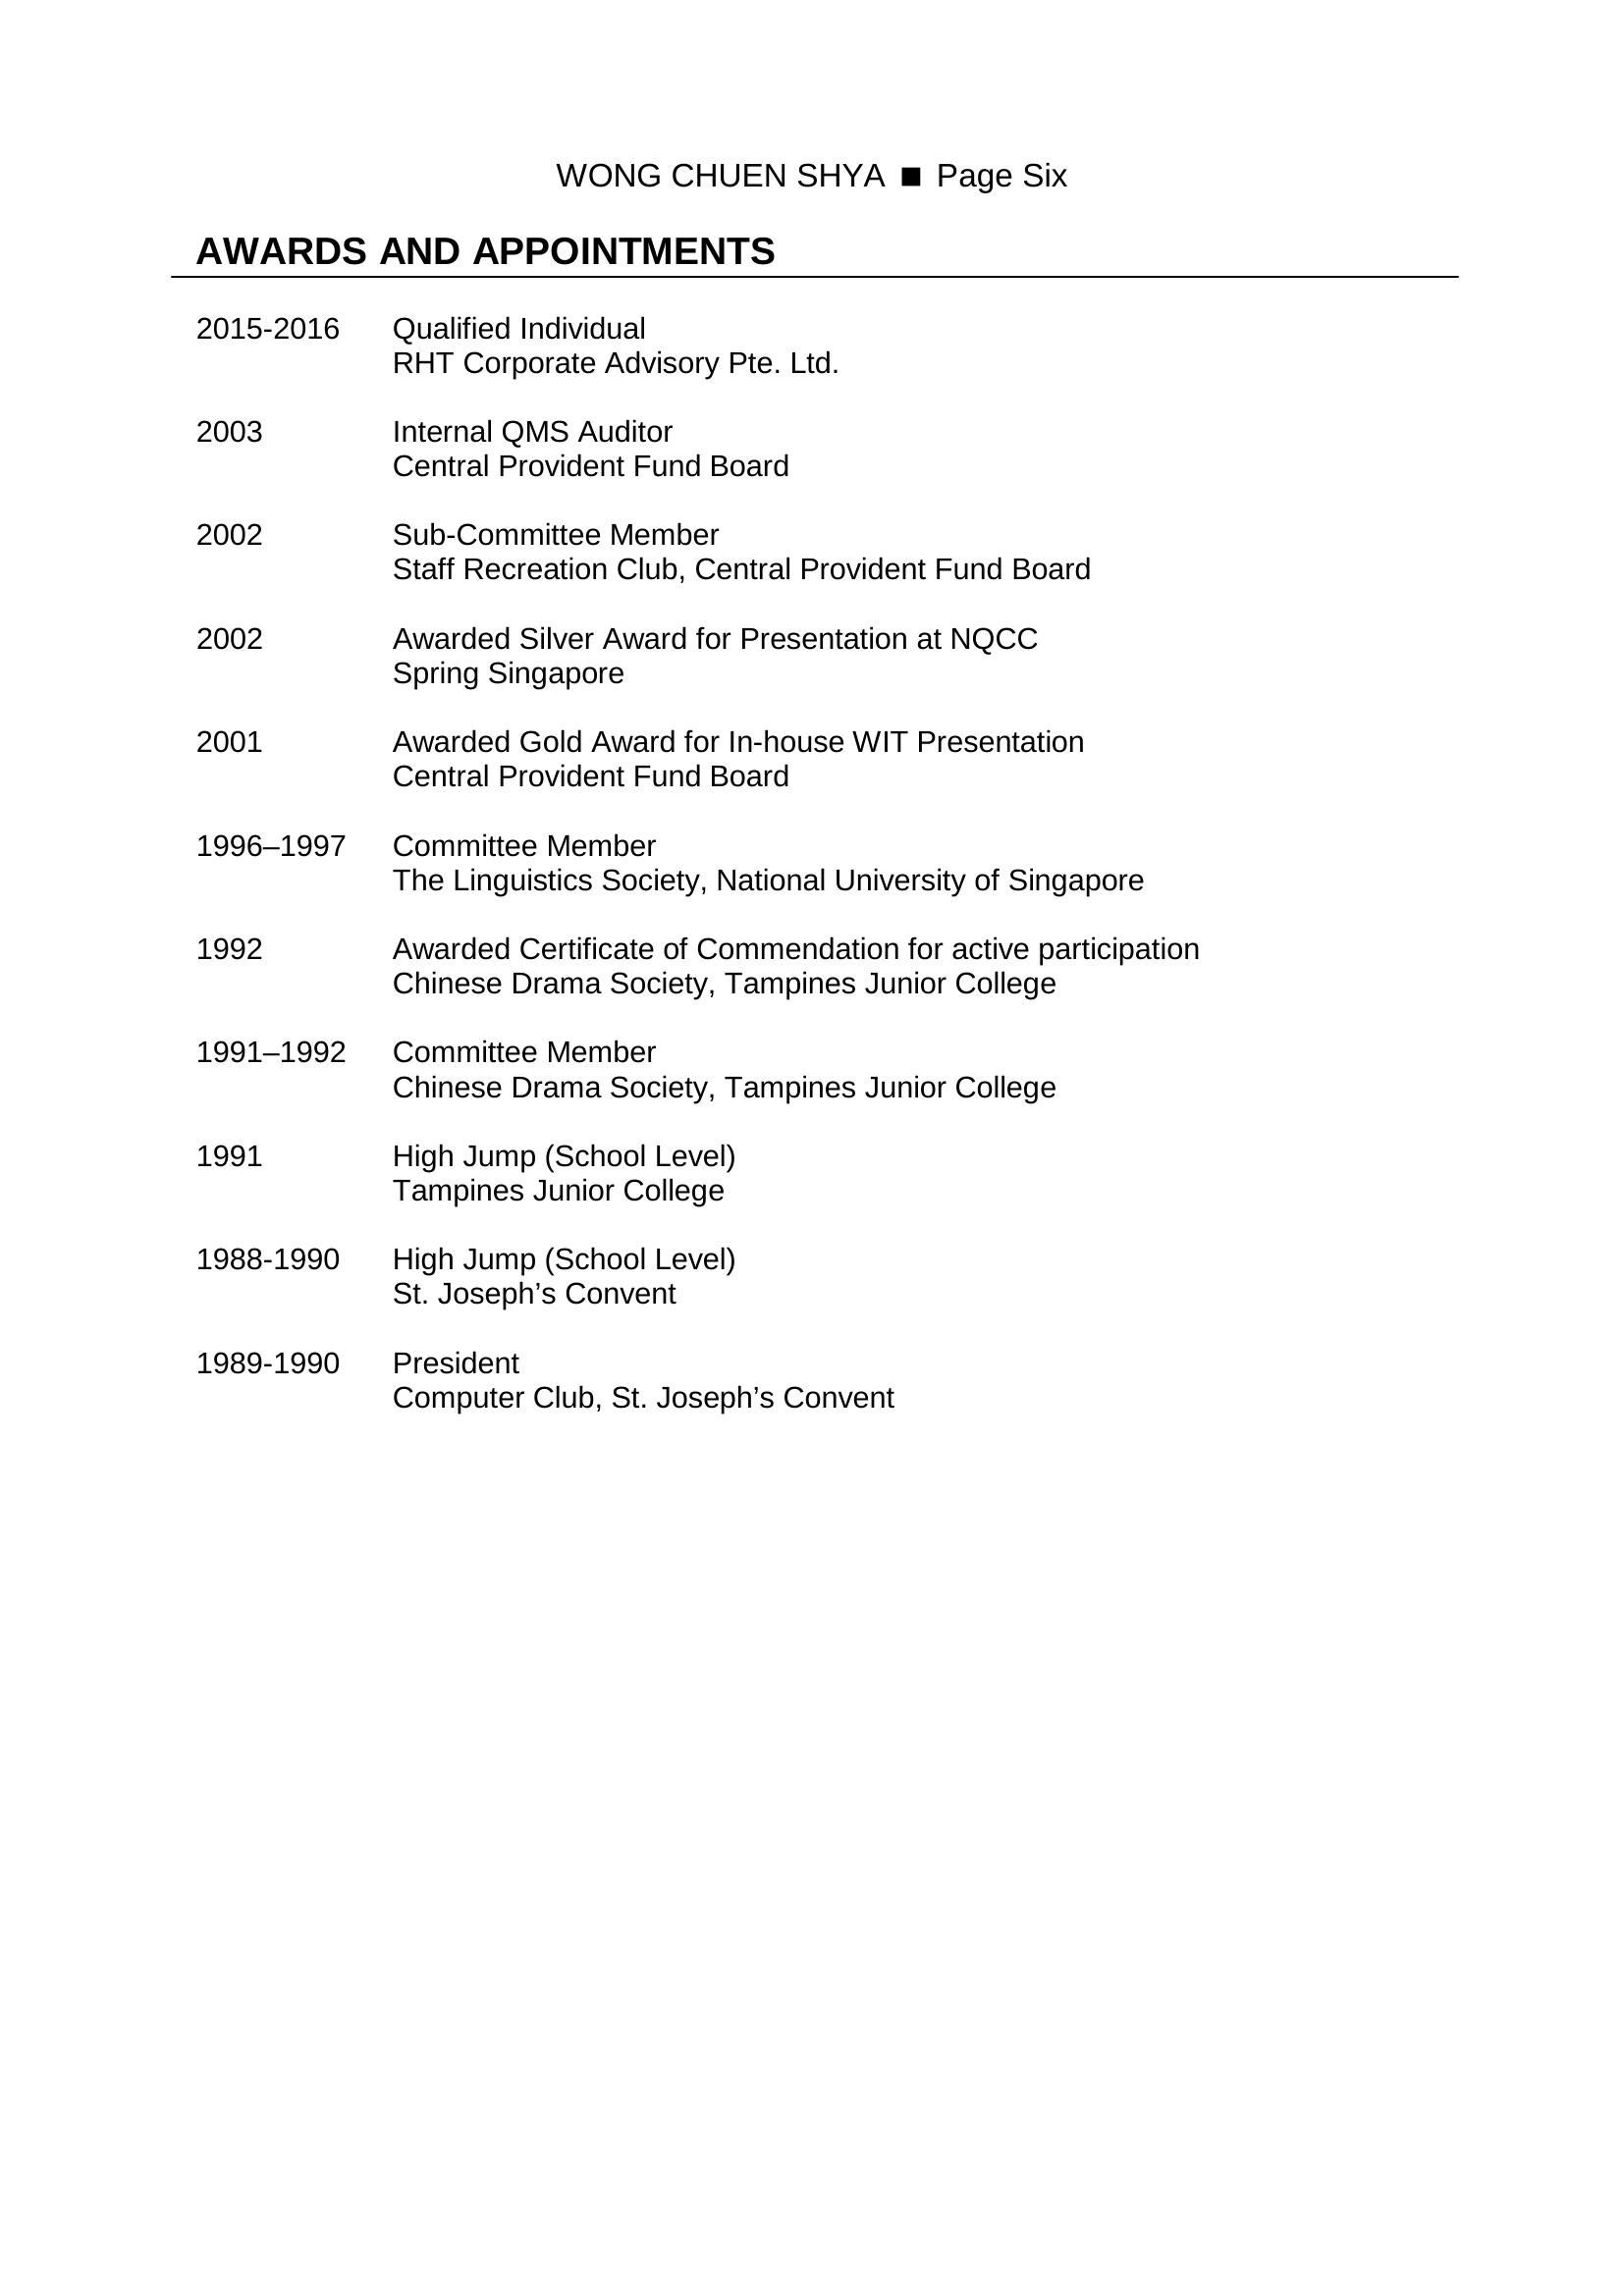 WONG CHUEN SHYA ■ Page Six
AWARDS AND APPOINTMENTS
2015-2016 Qualified Individual
RHT Corporate Advisory Pte. Ltd.
2003 Internal QMS Auditor
Central Provident Fund Board
2002 Sub-Committee Member
Staff Recreation Club, Central Provident Fund Board
2002 Awarded Silver Award for Presentation at NQCC
Spring Singapore
2001 Awarded Gold Award for In-house WIT Presentation
Central Provident Fund Board
1996–1997 Committee Member
The Linguistics Society, National University of Singapore
1992 Awarded Certificate of Commendation for active participation
Chinese Drama Society, Tampines Junior College
1991–1992 Committee Member
Chinese Drama Society, Tampines Junior College
1991 High Jump (School Level)
Tampines Junior College
1988-1990 High Jump (School Level)
St. Joseph’s Convent
1989-1990 President
Computer Club, St. Joseph’s Convent